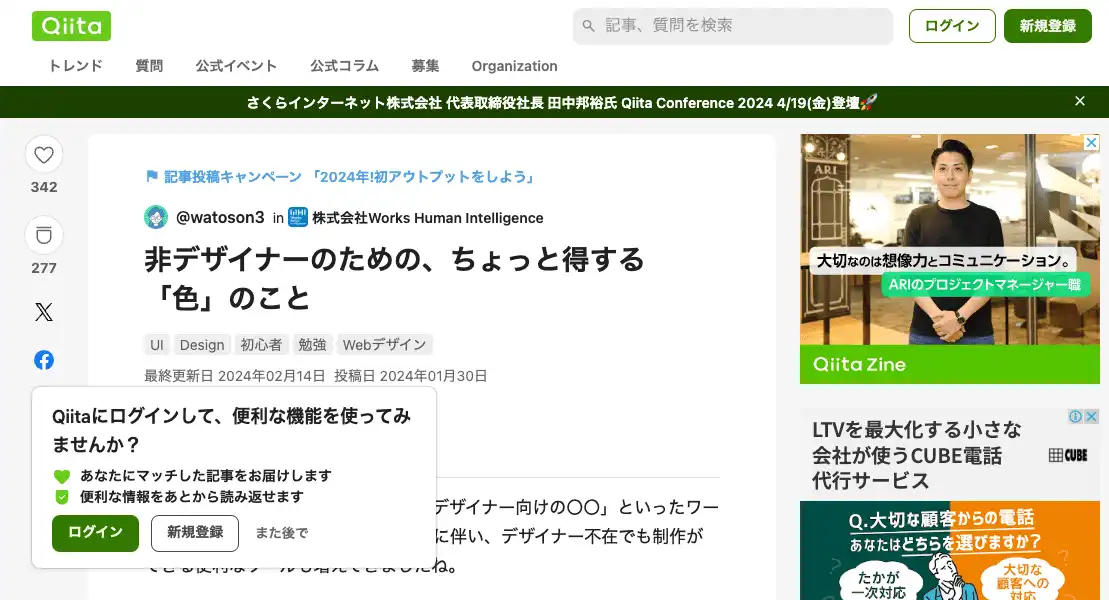 Qiita
記事、質問を検索
ログイン
新規登録
トレンド 質問 公式イベント 公式コラム 募集 Organization
さくらインターネット株式会社 代表取締役社長 田中邦裕氏 Qiita Conference 2024 4/19(金)登壇🚀
342
277
記事投稿キャンペーン 「2024年!初アウトプットをしよう」
@watoson3 in 株式会社Works Human Intelligence
非デザイナーのための、ちょっと得する
「色」のこと
UI Design 初心者 勉強 Webデザイン
最終更新日 2024年02月14日 投稿日 2024年01月30日
デザイナー向けの〇〇」といったワー
に伴い、デザイナー不在でも制作が
できる便利なツールも増えてきましたね。
Qiitaにログインして、便利な機能を使ってみ
ませんか？
あなたにマッチした記事をお届けします
便利な情報をあとから読み返せます
ログイン 新規登録 また後で
ARI
大切なのは想像力とコミュニケーション。
ARIのプロジェクトマネージャー職
Qiita Zine
LTVを最大化する小さな
会社が使うCUBE電話
代行サービス
CUBE
Q.大切な顧客からの電話
あなたはどちらを選びますか?
たかが
一次対応
大切な
顧客への
対応